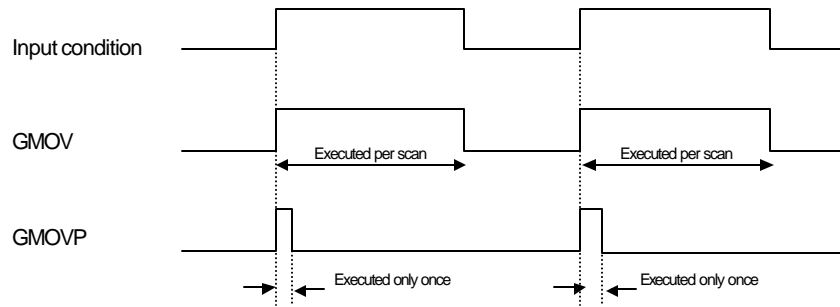 Input condition
GMOV
Executed per scan
Executed per scan
GMOVP
Executed only once
Executed only once